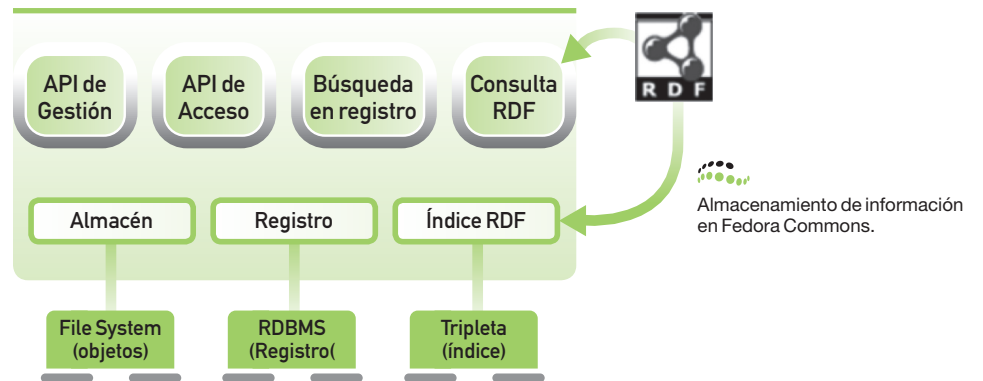 API de
Gestión
API de
Acceso
Búsqueda
en registro
Consulta
RDF
RDF
Almacén
Registro
Índice RDF
Almacenamiento de información
en Fedora Commons.
File System
(objetos)
RDBMS
(Registro(
Tripleta
(índice)